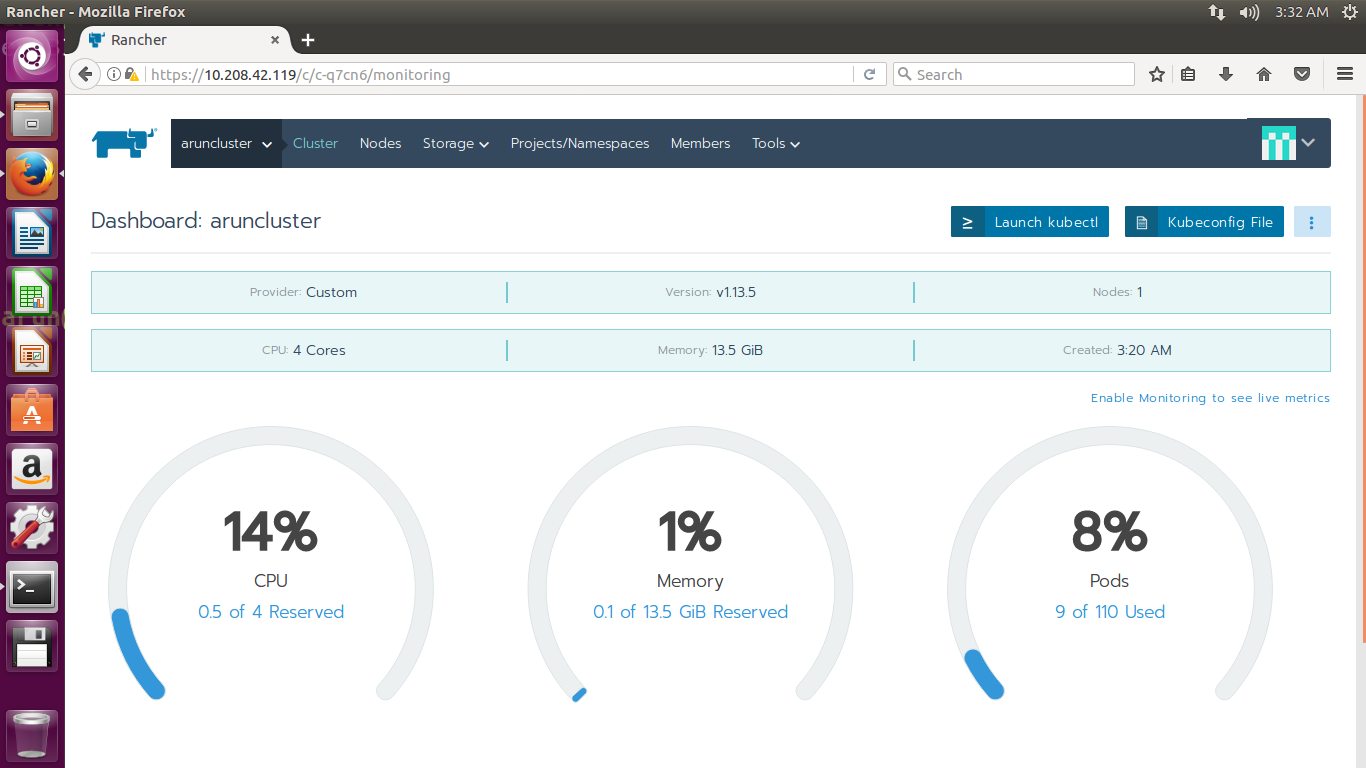 Rancher - Mozilla Firefox
3:32 AM
Rancher
https://10.208.42.119/c/c-q7cn6/monitoring
Search
aruncluster Cluster Nodes Storage Projects/Namespaces Members Tools
Dashboard: aruncluster
Launch kubectl
Kubeconfig File
Provider: Custom Version: v1.13.5 Nodes: 1
CPU: 4 Cores Memory: 13.5 GiB Created: 3:20 AM
Enable Monitoring to see live metrics
14%
CPU
0.5 of 4 Reserved
1%
Memory
0.1 of 13.5 GiB Reserved
8%
Pods
9 of 110 Used